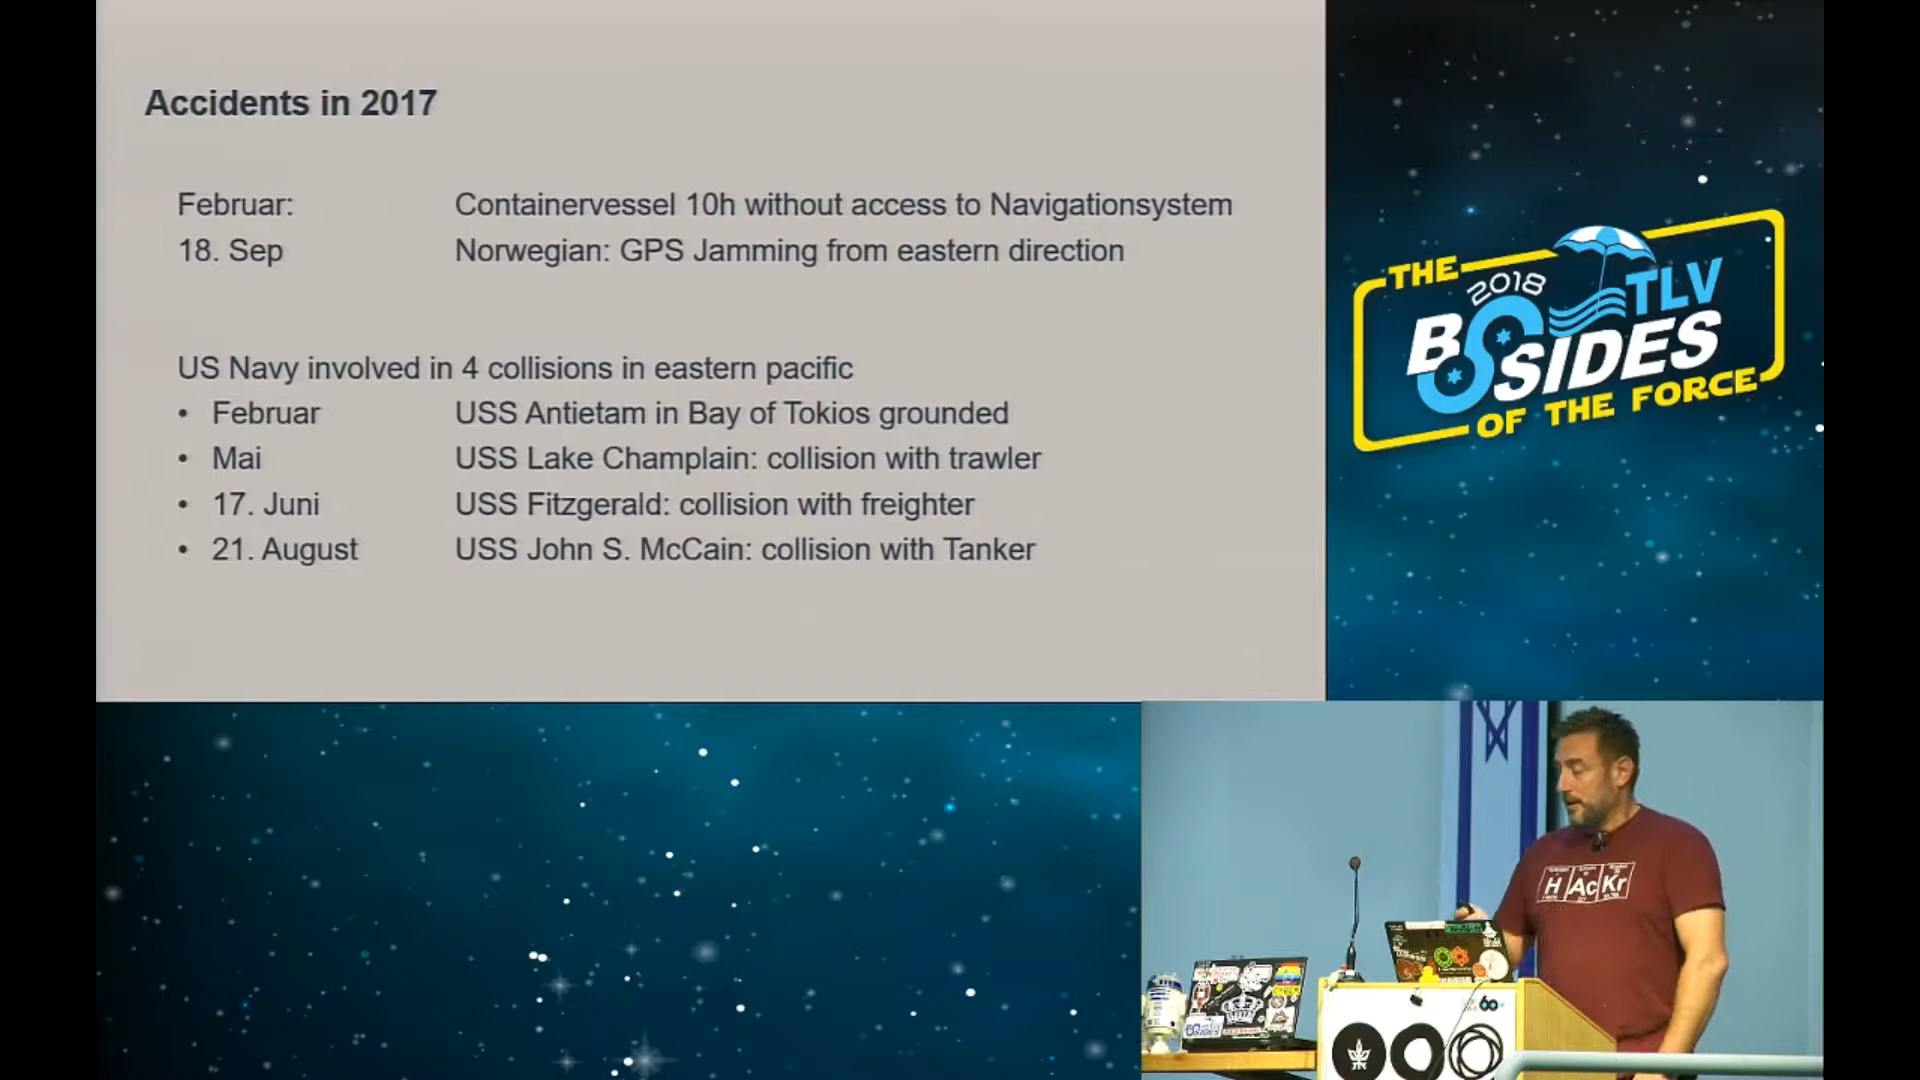 Accidents in 2017
Februar: Containervessel 10h without access to Navigationsystem
18. Sep Norwegian: GPS Jamming from eastern direction
US Navy involved in 4 collisions in eastern pacific
• Februar USS Antietam in Bay of Tokios grounded
• Mai USS Lake Champlain: collision with trawler
• 17. Juni USS Fitzgerald: collision with freighter
• 21. August USS John S. McCain: collision with Tanker
THE
2018
TLV
BSIDES
OF THE FORCE
H Ac Kr
60